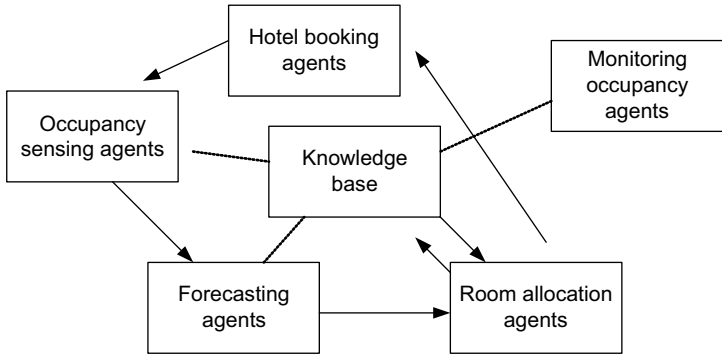 Hotel booking
agents
Monitoring
occupancy
agents
Occupancy
sensing agents
Knowledge
base
Forecasting
agents
Room allocation
agents